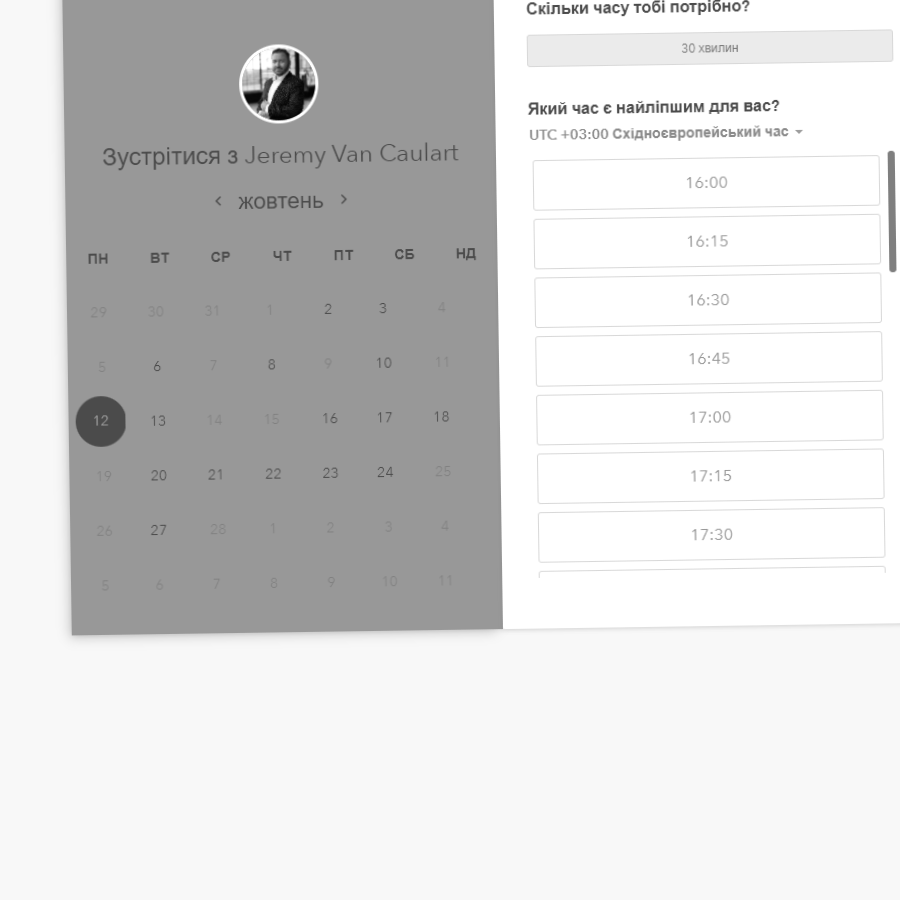 Зустрітися з Jeremy Van Caulart
жовтень
ПН ВТ СР ЧТ ПТ СБ НД
29 30 31 1 2 3 4
5 6 7 8 9 10 11
12 13 14 15 16 17 18
19 20 21 22 23 24 25
26 27 28 1 2 3 4
5 6 7 8 9 10 11
Скільки часу тобі потрібно?
30 хвилин
Який час є найліпшим для вас?
UTC +03:00 Східноєвропейський час
16:00
16:15
16:30
16:45
17:00
17:15
17:30